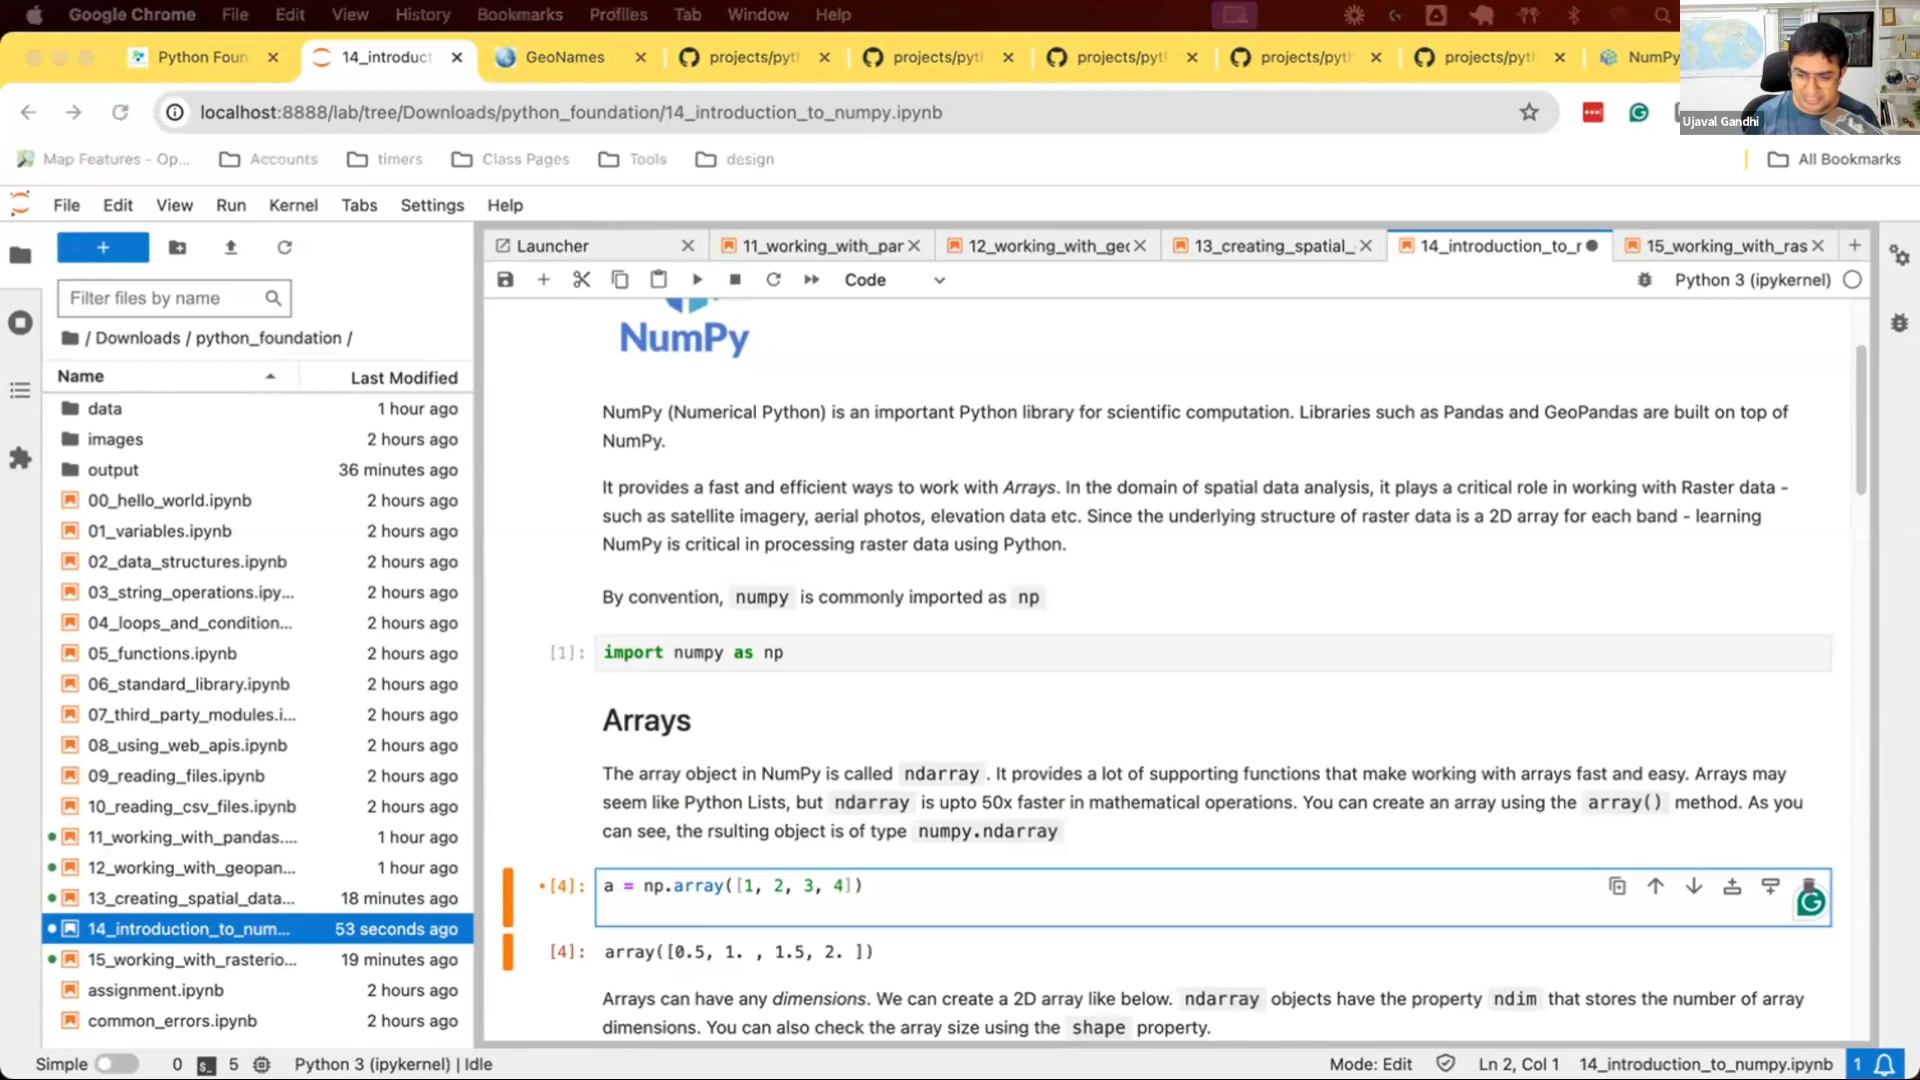 Google Chrome File Edit View History Bookmarks Profiles Tab Window Help
Python Foun 14_introduct GeoNames projects/pyth projects/pyth projects/pyth projects/pyth projects/pyth NumPy
localhost:8888/lab/tree/Downloads/python_foundation/14_introduction_to_numpy.ipynb
Ujaval Gandhi
Map Features - Op... Accounts timers Class Pages Tools design All Bookmarks
File Edit View Run Kernel Tabs Settings Help
Launcher 11_working_with_par 12_working_with_gec 13_creating_spatial_ 14_introduction_to_r 15_working_with_ras
Code Python 3 (ipykernel)
Filter files by name
/ Downloads / python_foundation /
Name Last Modified
data 1 hour ago
images 2 hours ago
output 36 minutes ago
00_hello_world.ipynb 2 hours ago
01_variables.ipynb 2 hours ago
02_data_structures.ipynb 2 hours ago
03_string_operations.ipy... 2 hours ago
04_loops_and_condition... 2 hours ago
05_functions.ipynb 2 hours ago
06_standard_library.ipynb 2 hours ago
07_third_party_modules.i... 2 hours ago
08_using_web_apis.ipynb 2 hours ago
09_reading_files.ipynb 2 hours ago
10_reading_csv_files.ipynb 2 hours ago
11_working_with_pandas.... 1 hour ago
12_working_with_geopan... 1 hour ago
13_creating_spatial_data... 18 minutes ago
14_introduction_to_num... 53 seconds ago
15_working_with_rasterio... 19 minutes ago
assignment.ipynb 2 hours ago
common_errors.ipynb 2 hours ago
NumPy
NumPy (Numerical Python) is an important Python library for scientific computation. Libraries such as Pandas and GeoPandas are built on top of
NumPy.
It provides a fast and efficient ways to work with Arrays. In the domain of spatial data analysis, it plays a critical role in working with Raster data -
such as satellite imagery, aerial photos, elevation data etc. Since the underlying structure of raster data is a 2D array for each band - learning
NumPy is critical in processing raster data using Python.
By convention, numpy is commonly imported as np
[1]: import numpy as np
Arrays
The array object in NumPy is called ndarray . It provides a lot of supporting functions that make working with arrays fast and easy. Arrays may
seem like Python Lists, but ndarray is upto 50x faster in mathematical operations. You can create an array using the array() method. As you
can see, the rsulting object is of type numpy.ndarray
[4]: a = np.array([1, 2, 3, 4])
[4]: array([0.5, 1. , 1.5, 2. ])
Arrays can have any dimensions. We can create a 2D array like below. ndarray objects have the property ndim that stores the number of array
dimensions. You can also check the array size using the shape property.
Simple 0 5 Python 3 (ipykernel) | Idle Mode: Edit Ln 2, Col 1 14_introduction_to_numpy.ipynb 1